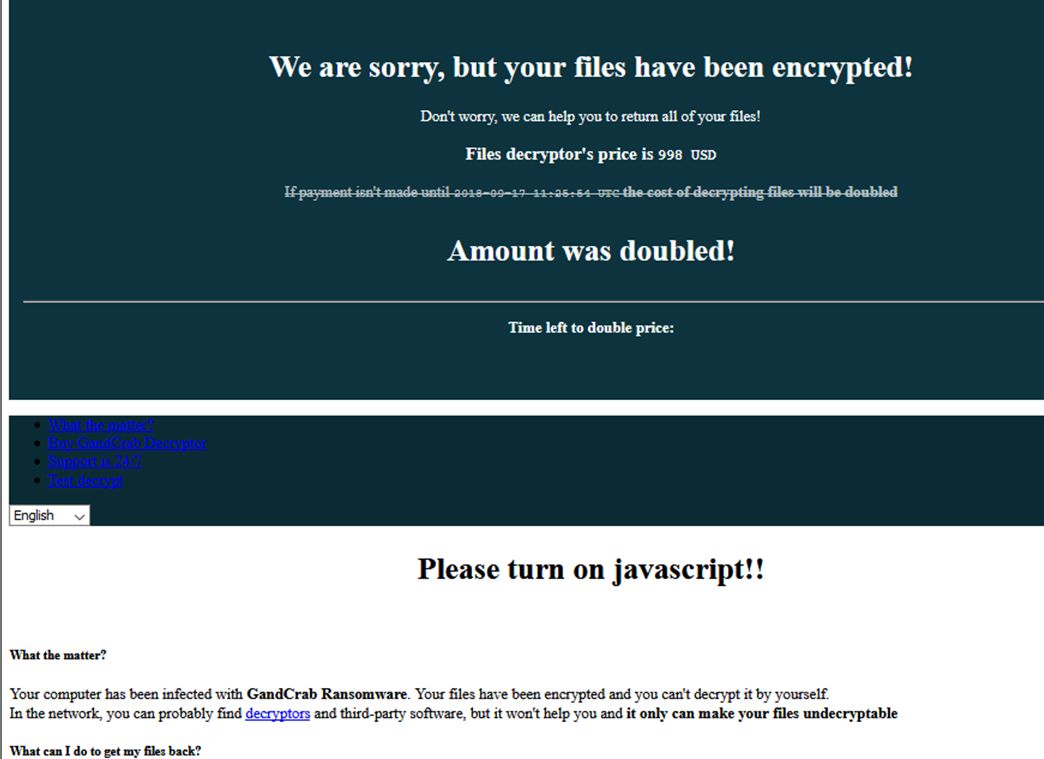 We are sorry, but your files have been encrypted!
Don't worry, we can help you to return all of your files!
Files decryptor's price is 998 USD
If payment isn't made until 2018-09-17 11:25:54 UTC the cost of decrypting files will be doubled
Amount was doubled!
Time left to double price:
What the matter?
Buy GandCrab Decryptor
Support is 24/7
Test decrypt
English
Please turn on javascript!!
What the matter?
Your computer has been infected with GandCrab Ransomware. Your files have been encrypted and you can't decrypt it by yourself.
In the network, you can probably find decryptors and third-party software, but it won't help you and it only can make your files undecryptable
What can I do to get my files back?